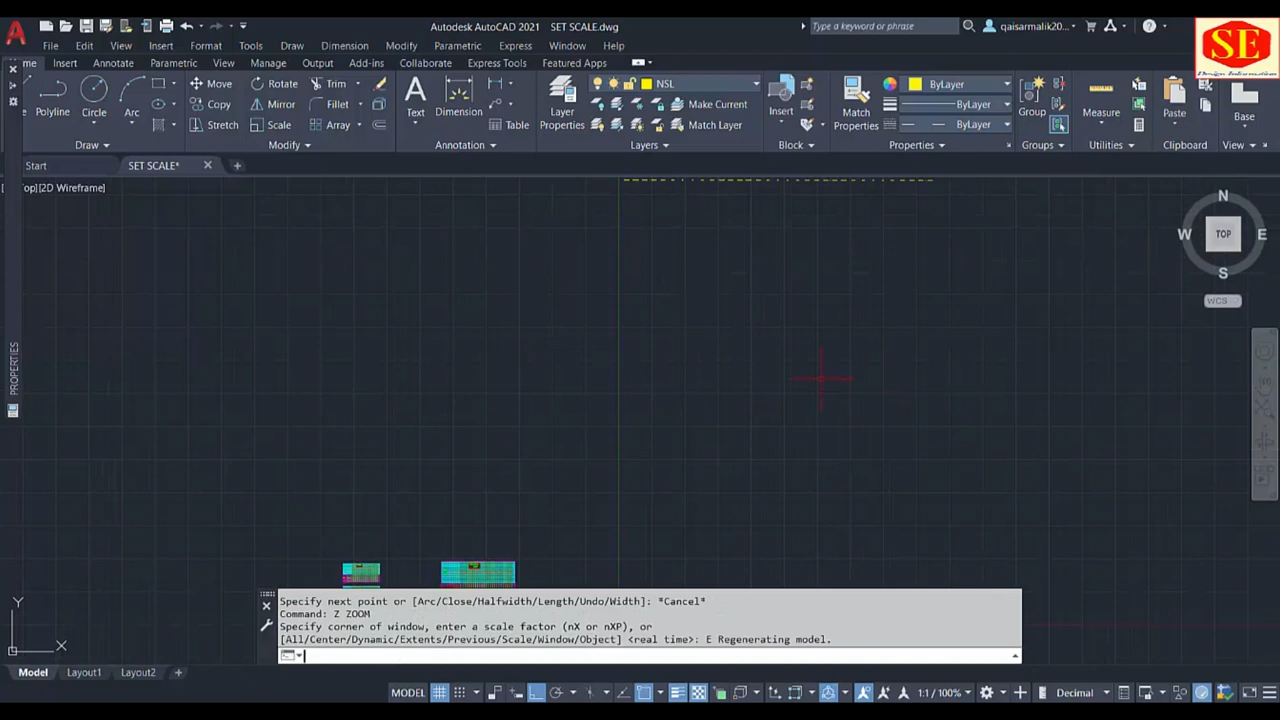 Autodesk AutoCAD 2021 SET SCALE.dwg
Type a keyword or phrase
qaisarmalik20...
SE
Design Information
File Edit View Insert Format Tools Draw Dimension Modify Parametric Express Window Help
me Insert Annotate Parametric View Manage Output Add-ins Collaborate Express Tools Featured Apps
Polyline Circle Arc
Move Rotate Trim
Copy Mirror Fillet
Stretch Scale Array
Text Dimension Table
Layer Properties
NSL
Make Current
Match Layer
Insert
Match Properties
ByLayer
ByLayer
ByLayer
Group
Measure
Paste
Base
Draw Modify Annotation Layers Block Properties Groups Utilities Clipboard View
Start SET SCALE*
op][2D Wireframe]
N
W TOP E
S
WCS
PROPERTIES
Y
X
Specify next point or [Arc/Close/Halfwidth/Length/Undo/Width]: *Cancel*
Command: Z ZOOM
Specify corner of window, enter a scale factor (nX or nXP), or
[All/Center/Dynamic/Extents/Previous/Scale/Window/Object] <real time>: E Regenerating model.
Model Layout1 Layout2 +
MODEL 1:1 / 100% Decimal